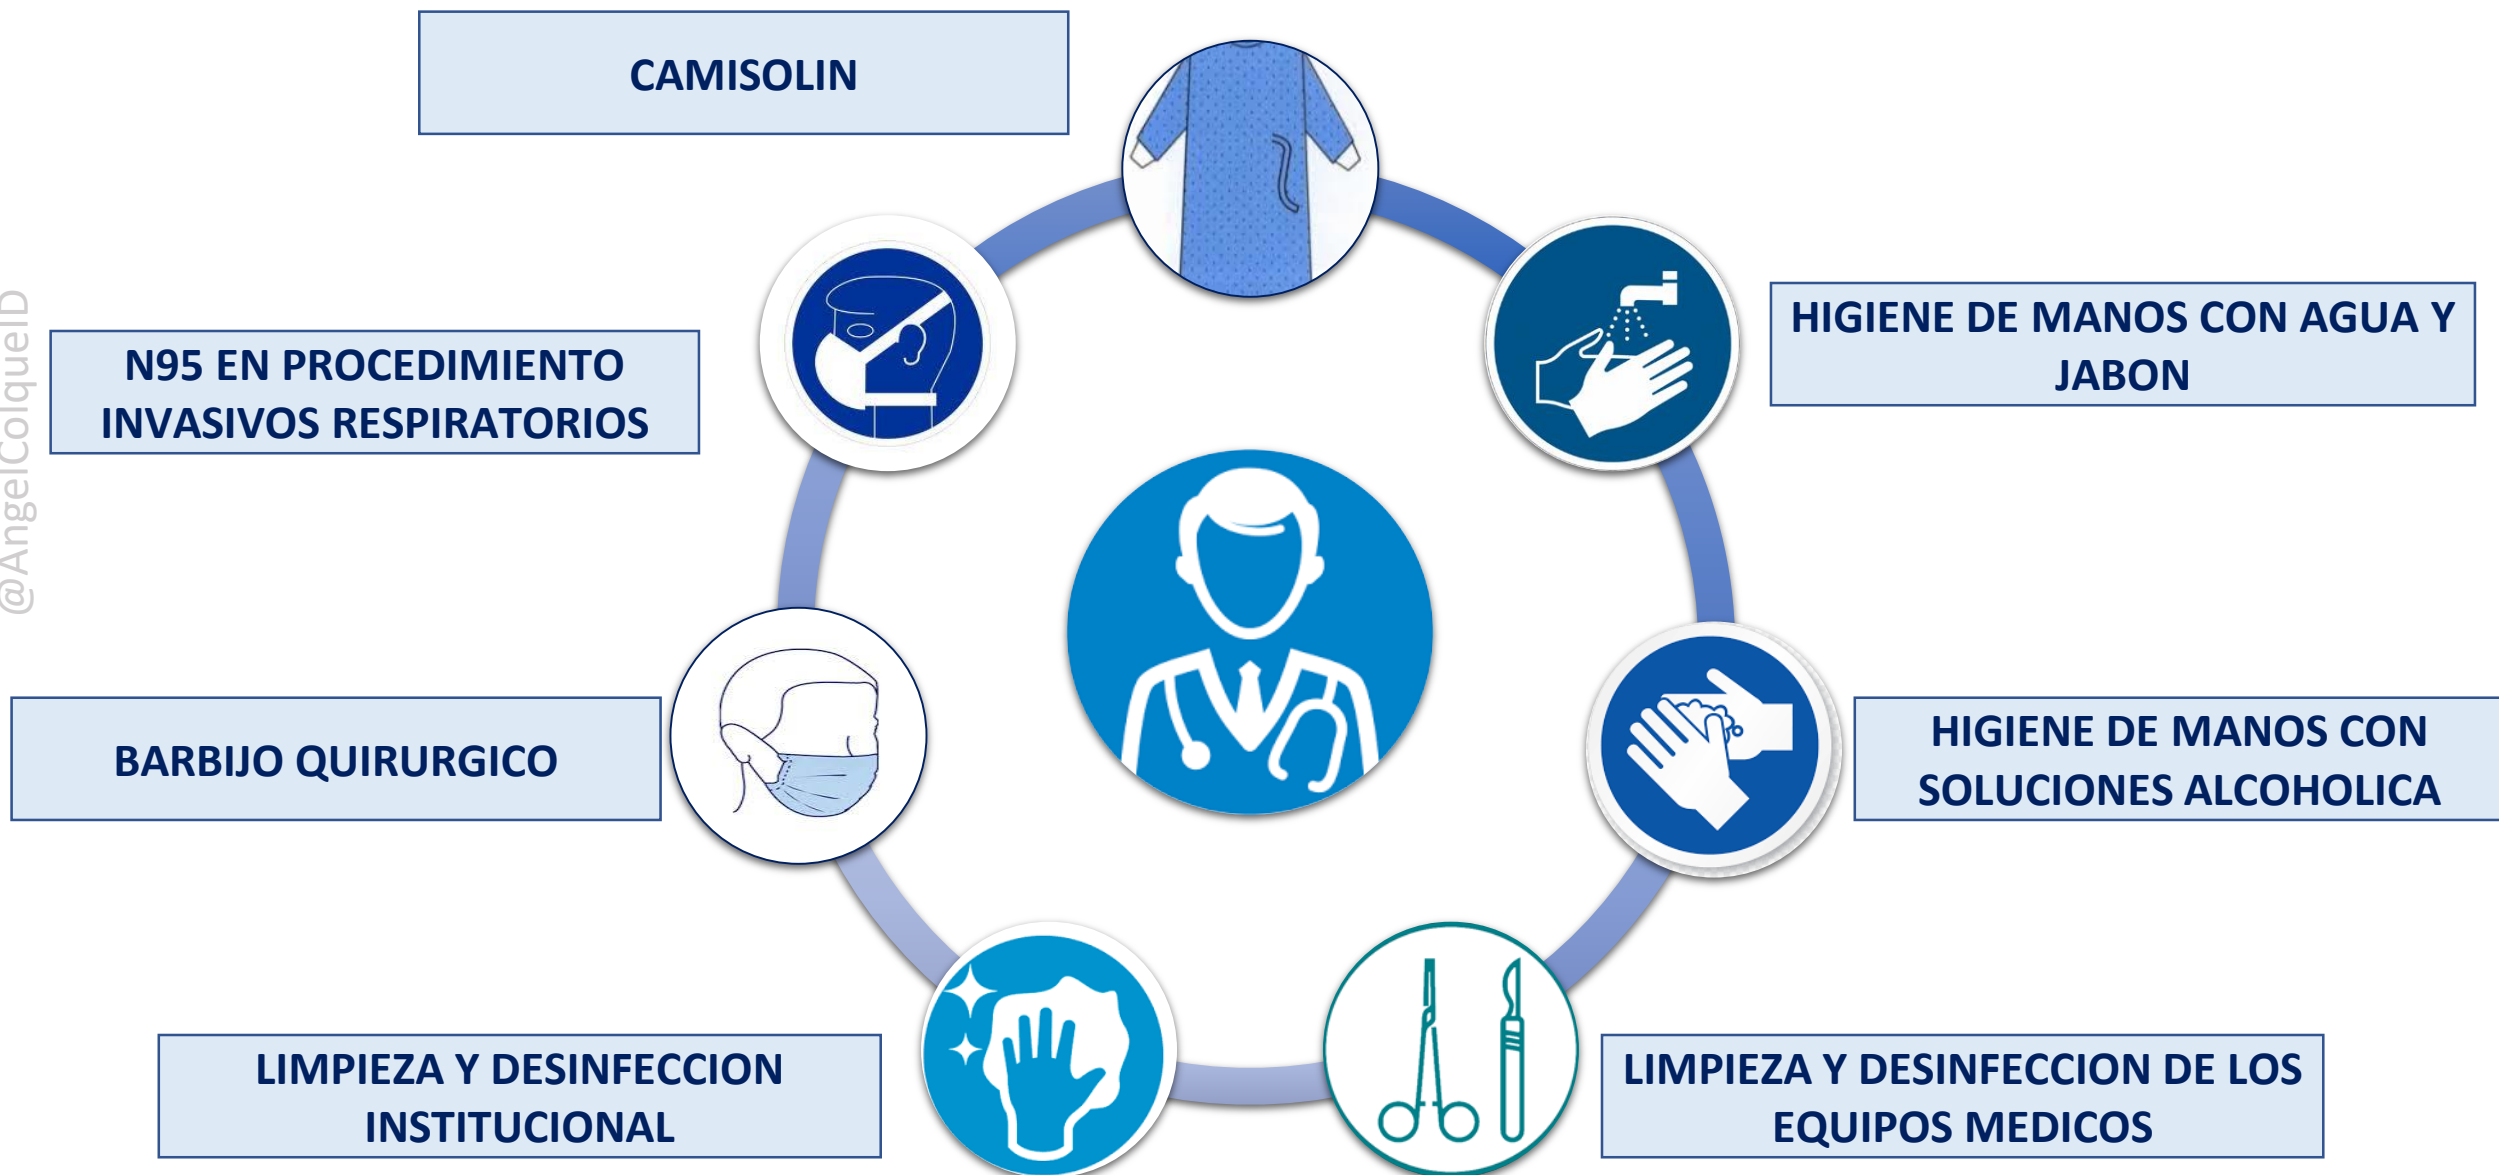 CAMISOLIN
HIGIENE DE MANOS CON AGUA Y
JABON
N95 EN PROCEDIMIENTO
INVASIVOS RESPIRATORIOS
@AngelColqueID
BARBIJO QUIRURGICO
HIGIENE DE MANOS CON
SOLUCIONES ALCOHOLICA
LIMPIEZA Y DESINFECCION
INSTITUCIONAL
LIMPIEZA Y DESINFECCION DE LOS
EQUIPOS MEDICOS